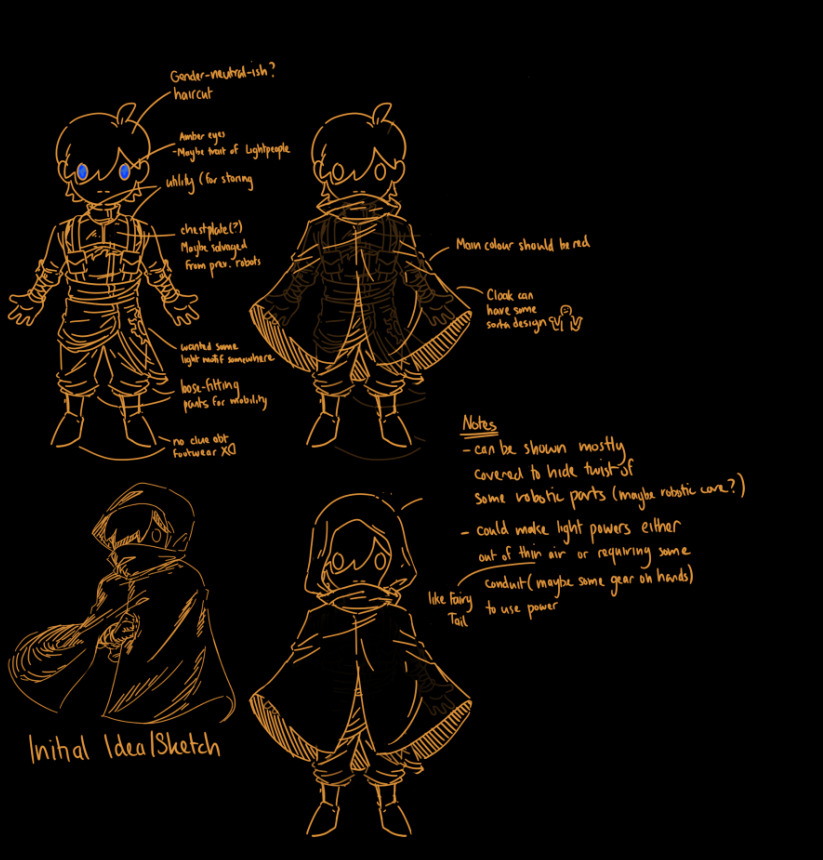 Gender-neutral-ish?
haircut
Amber eyes
-Maybe trait of Lightpeople
utility (for storing
chestplate(?)
Maybe salvaged
from prev. robots
wanted some
light motif somewhere
loose-fitting
pants for mobility
no clue abt
footwear XD
Main colour should be red
Cloak can
have some
sorta design
Notes
- can be shown mostly
covered to hide twist of
some robotic parts (maybe robotic core?)
- could make light powers either
out of thin air or requiring some
conduit (maybe some gear on hands)
to use power
like Fairy
Tail
Initial Idea/Sketch